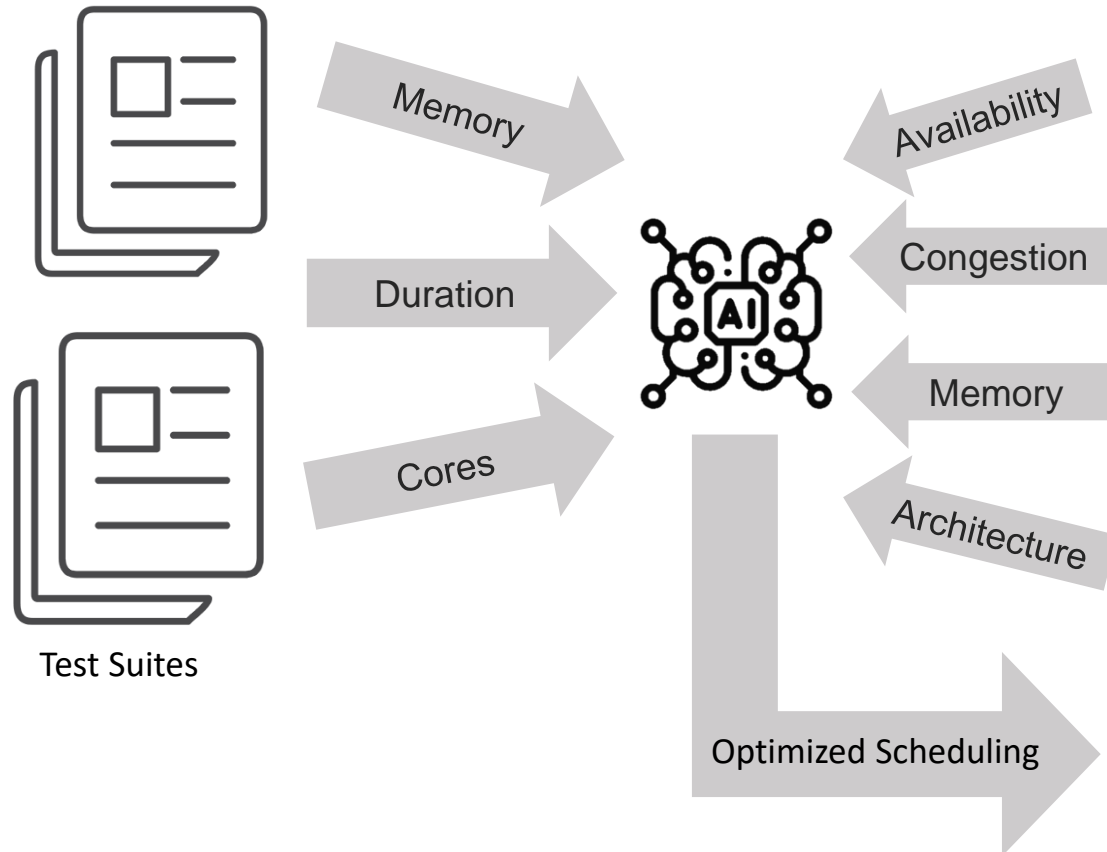 Memory
Availability
Congestion
Duration
AI
Memory
Cores
Architecture
Test Suites
Optimized Scheduling